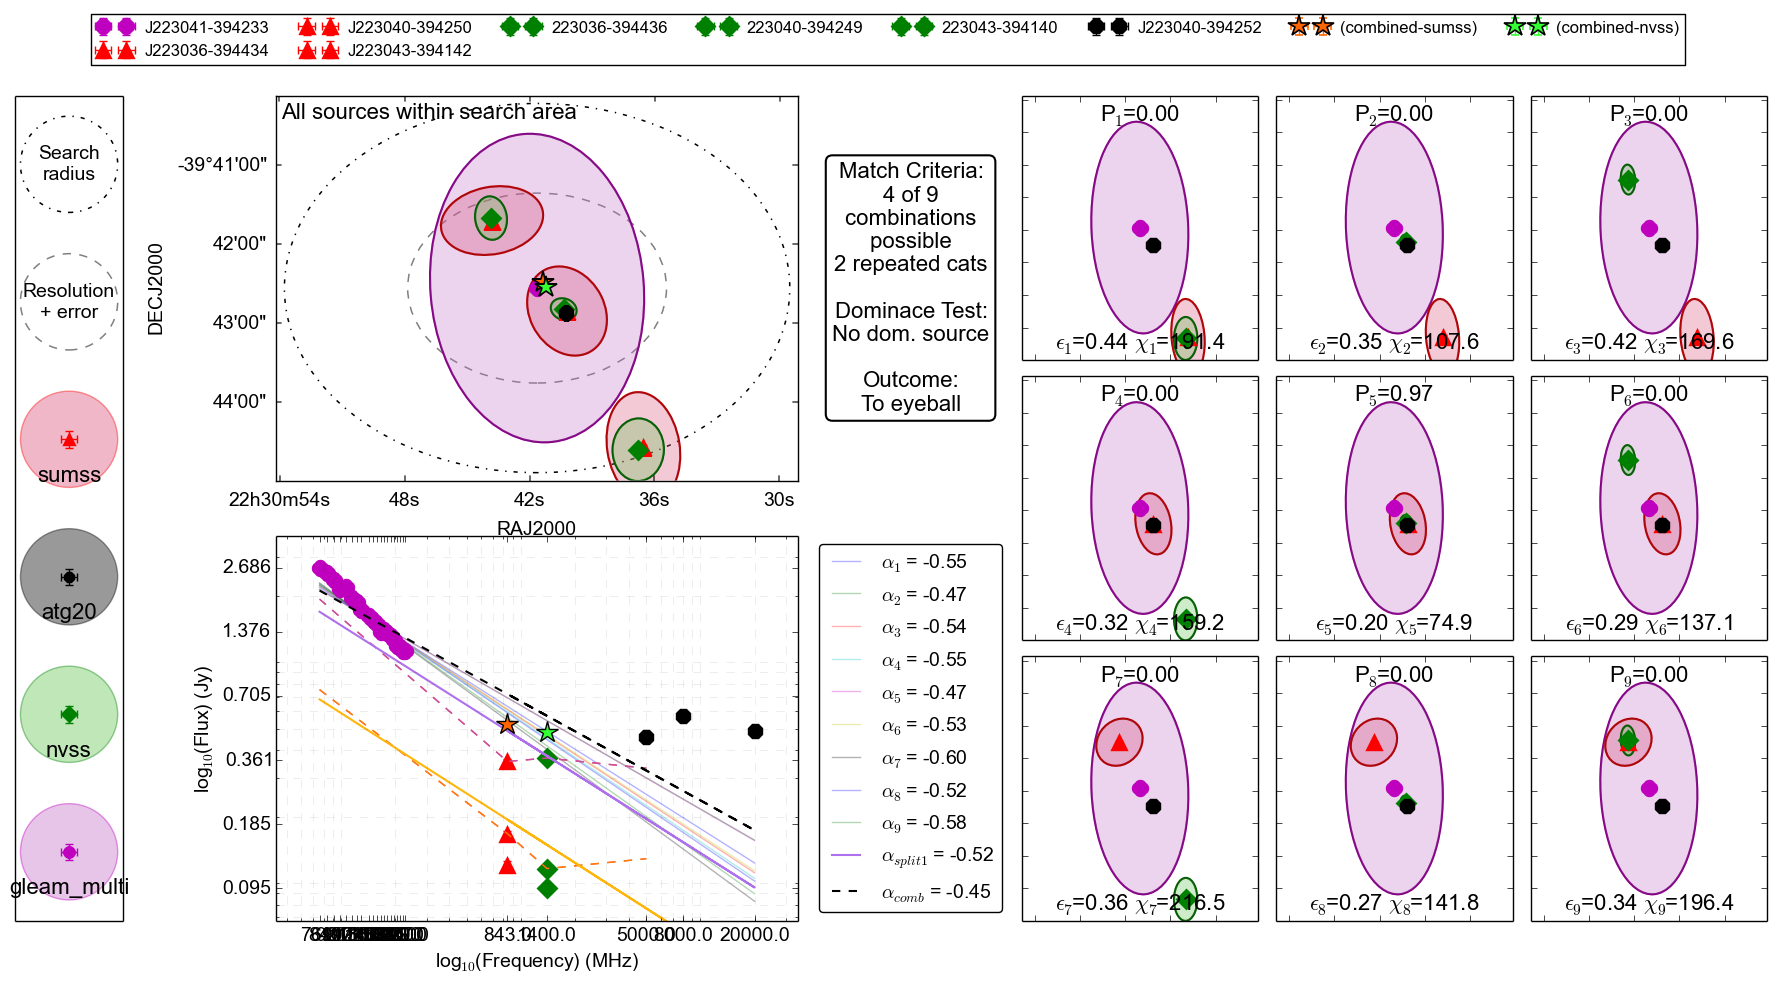 J223041-394233
J223040-394250
223036-394436
223040-394249
223043-394140
J223040-394252
(combined-sumss)
(combined-nvss)
J223036-394434
J223043-394142
Search
radius
Resolution
+ error
sumss
atg20
nvss
gleam_multi
All sources within search area
DECJ2000
-39°41'00"
42'00"
43'00"
44'00"
22h30m54s
48s
42s
36s
30s
RAJ2000
Match Criteria:
4 of 9
combinations
possible
2 repeated cats
Dominace Test:
No dom. source
Outcome:
To eyeball
log₁₀(Flux) (Jy)
2.686
1.376
0.705
0.361
0.185
0.095
843.0
1400.0
5000.0
8000.0
20000.0
log₁₀(Frequency) (MHz)
α₁ = -0.55
α₂ = -0.47
α₃ = -0.54
α₄ = -0.55
α₅ = -0.47
α₆ = -0.53
α₇ = -0.60
α₈ = -0.52
α₉ = -0.58
α_split1 = -0.52
α_comb = -0.45
P₁=0.00
ϵ₁=0.44 χ₁=191.4
P₂=0.00
ϵ₂=0.35 χ₂=107.6
P₃=0.00
ϵ₃=0.42 χ₃=169.6
P₄=0.00
ϵ₄=0.32 χ₄=159.2
P₅=0.97
ϵ₅=0.20 χ₅=74.9
P₆=0.00
ϵ₆=0.29 χ₆=137.1
P₇=0.00
ϵ₇=0.36 χ₇=216.5
P₈=0.00
ϵ₈=0.27 χ₈=141.8
P₉=0.00
ϵ₉=0.34 χ₉=196.4